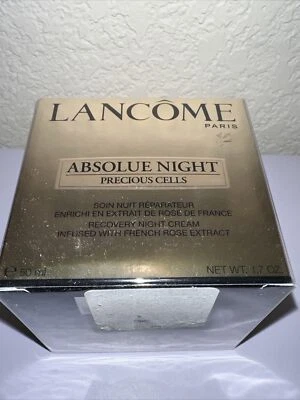 LANCÔME
PARIS
ABSOLUE NIGHT
PRECIOUS CELLS
SOIN NUIT RÉPARATEUR
ENRICHI EN EXTRAIT DE ROSE DE FRANCE
RECOVERY NIGHT CREAM
INFUSED WITH FRENCH ROSE EXTRACT
e 50 ml NET WT. 1.7 OZ.